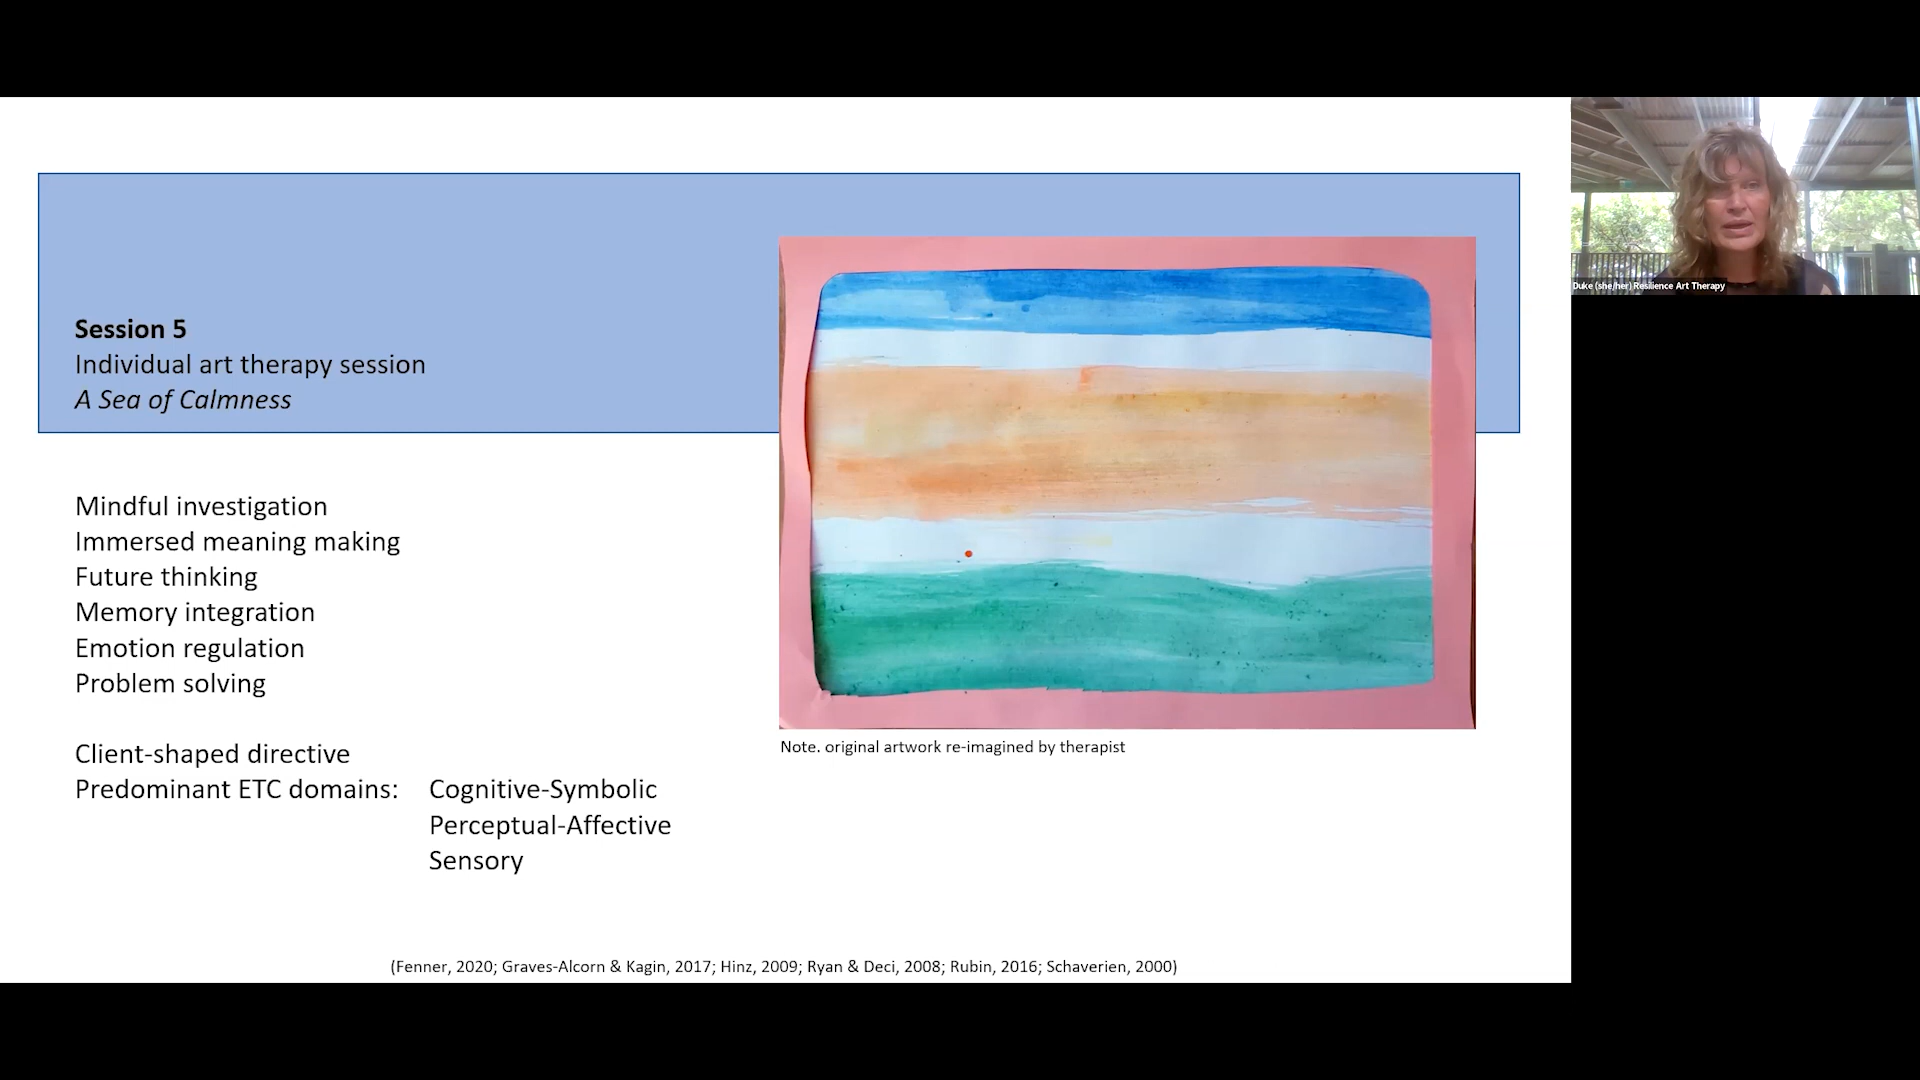 Session 5
Individual art therapy session
A Sea of Calmness
Mindful investigation
Immersed meaning making
Future thinking
Memory integration
Emotion regulation
Problem solving
Client-shaped directive
Predominant ETC domains: Cognitive-Symbolic
Perceptual-Affective
Sensory
Note. original artwork re-imagined by therapist
(Fenner, 2020; Graves-Alcorn & Kagin, 2017; Hinz, 2009; Ryan & Deci, 2008; Rubin, 2016; Schaverien, 2000)
Duke (she/her) Resilience Art Therapy